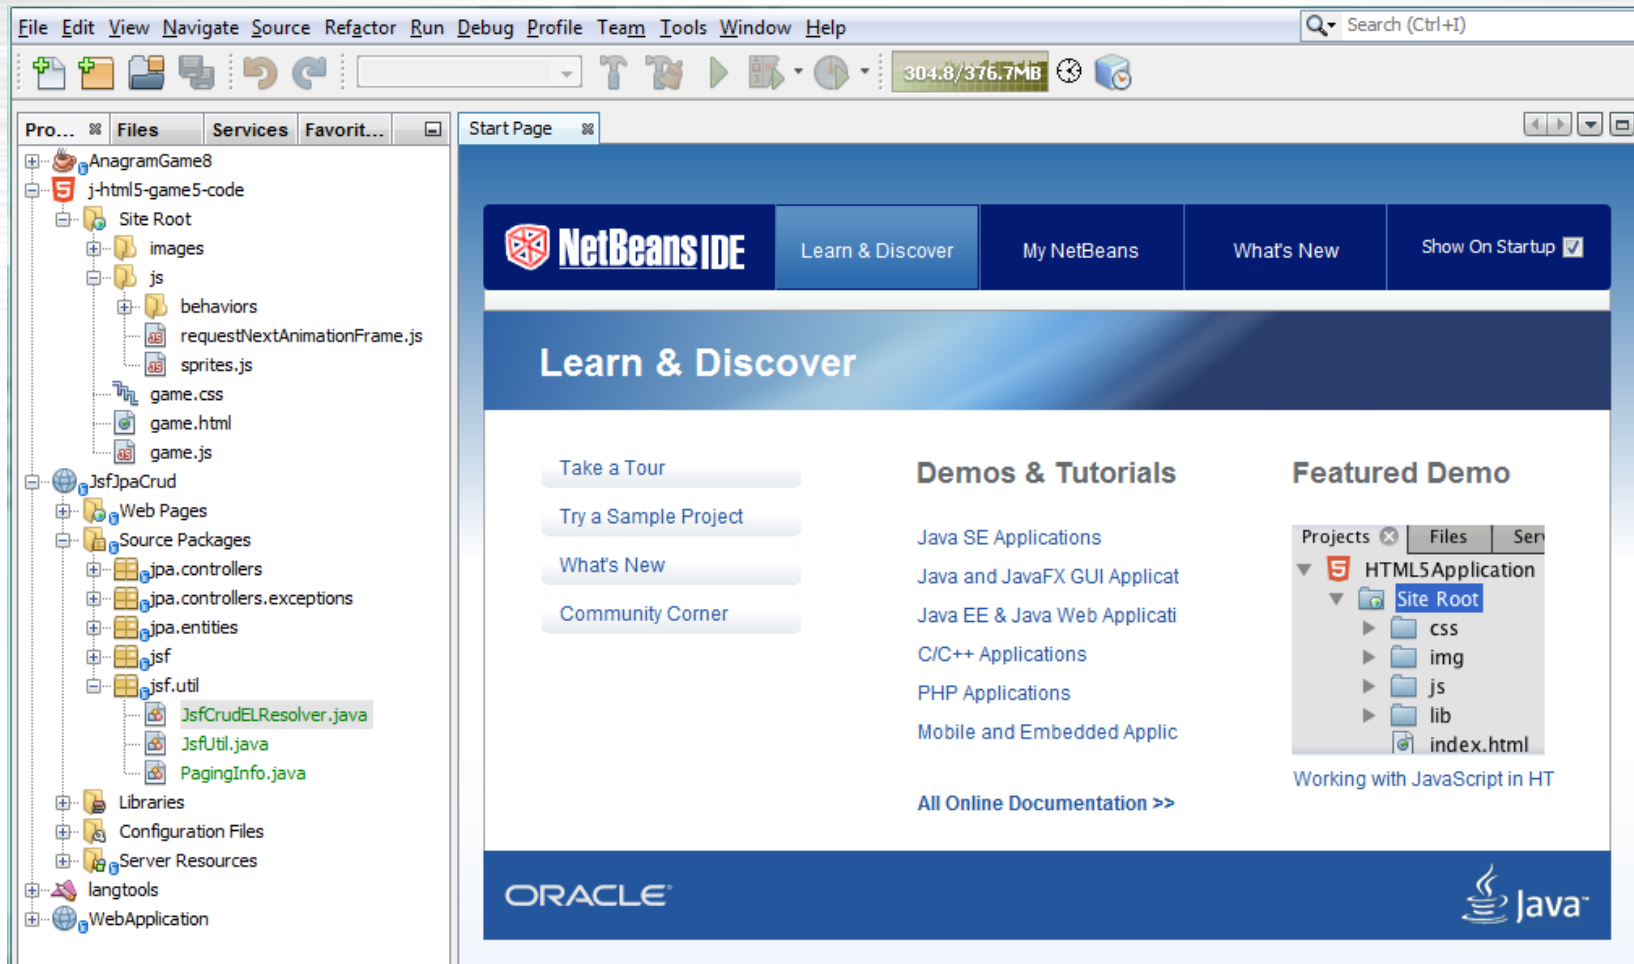 File Edit View Navigate Source Refactor Run Debug Profile Team Tools Window Help
Search (Ctrl+I)
304.8/376.7MB
Pro... Files Services Favorit...
Start Page
AnagramGame8
j-html5-game5-code
Site Root
images
js
behaviors
requestNextAnimationFrame.js
sprites.js
game.css
game.html
game.js
JsfJpaCrud
Web Pages
Source Packages
jpa.controllers
jpa.controllers.exceptions
jpa.entities
jsf
jsf.util
JsfCrudELResolver.java
JsfUtil.java
PagingInfo.java
Libraries
Configuration Files
Server Resources
langtools
WebApplication
NetBeans IDE
Learn & Discover
My NetBeans
What's New
Show On Startup
Learn & Discover
Take a Tour
Try a Sample Project
What's New
Community Corner
Demos & Tutorials
Java SE Applications
Java and JavaFX GUI Applicat
Java EE & Java Web Applicati
C/C++ Applications
PHP Applications
Mobile and Embedded Applic
All Online Documentation >>
Featured Demo
Projects Files Serv
5 HTML5Application
Site Root
css
img
js
lib
index.html
Working with JavaScript in HT
ORACLE
Java